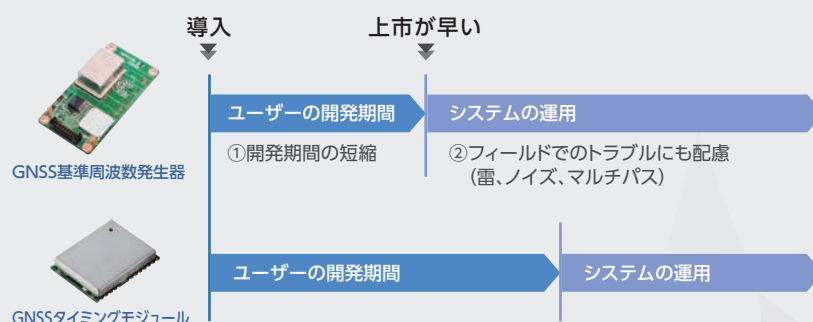 導入
上市が早い
ユーザーの開発期間
システムの運用
①開発期間の短縮
②フィールドでのトラブルにも配慮
(雷、ノイズ、マルチパス)
GNSS基準周波数発生器
ユーザーの開発期間
システムの運用
GNSSタイミングモジュール